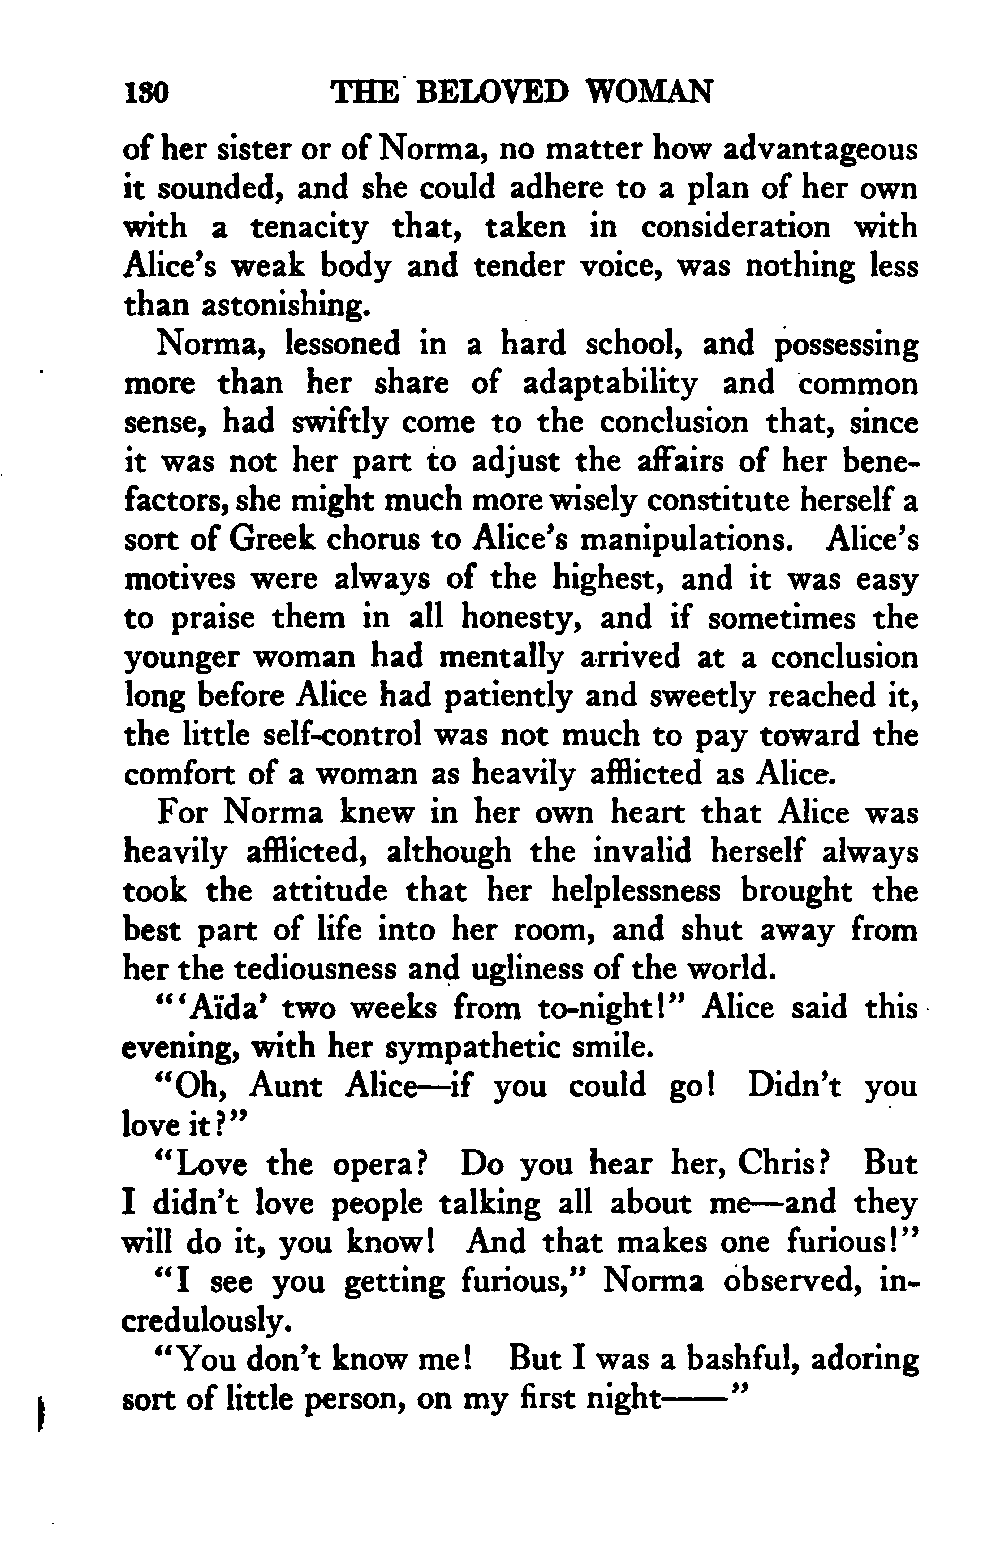 130 THE BELOVED WOMAN
of her sister or of Norma, no matter how advantageous
it sounded, and she could adhere to a plan of her own
with a tenacity that, taken in consideration with
Alice's weak body and tender voice, was nothing less
than astonishing.
Norma, lessoned in a hard school, and possessing
more than her share of adaptability and common
sense, had swiftly come to the conclusion that, since
it was not her part to adjust the affairs of her bene-
factors, she might much more wisely constitute herself a
sort of Greek chorus to Alice's manipulations. Alice's
motives were always of the highest, and it was easy
to praise them in all honesty, and if sometimes the
younger woman had mentally arrived at a conclusion
long before Alice had patiently and sweetly reached it,
the little self-control was not much to pay toward the
comfort of a woman as heavily afflicted as Alice.
For Norma knew in her own heart that Alice was
heavily afflicted, although the invalid herself always
took the attitude that her helplessness brought the
best part of life into her room, and shut away from
her the tediousness and ugliness of the world.
"'Aïda' two weeks from to-night!" Alice said this
evening, with her sympathetic smile.
"Oh, Aunt Alice—if you could go! Didn't you
love it?"
"Love the opera? Do you hear her, Chris? But
I didn't love people talking all about me—and they
will do it, you know! And that makes one furious!"
"I see you getting furious," Norma observed, in-
credulously.
"You don't know me! But I was a bashful, adoring
sort of little person, on my first night——"